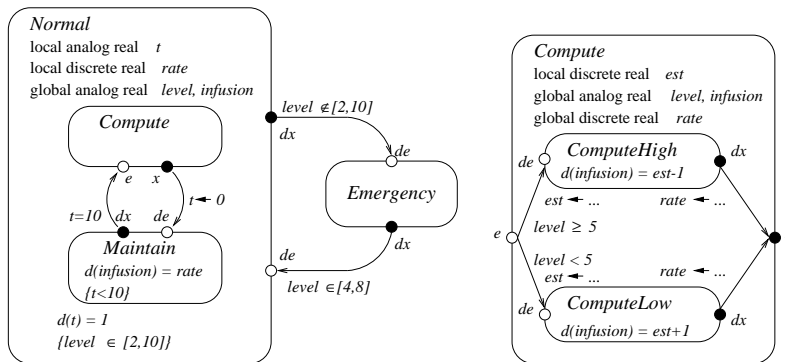 Normal
local analog real t
local discrete real rate
global analog real level, infusion
Compute
e x
t ← 0
t=10 dx de
Maintain
d(infusion) = rate
{t<10}
d(t) = 1
{level ∈ [2,10]}
level ∉ [2,10]
dx
de
Emergency
dx
de
level ∈ [4,8]
Compute
local discrete real est
global analog real level, infusion
global discrete real rate
de ComputeHigh dx
d(infusion) = est-1
est ← ... rate ← ...
e level ≥ 5
level < 5
est ← ... rate ← ...
de ComputeLow dx
d(infusion) = est+1